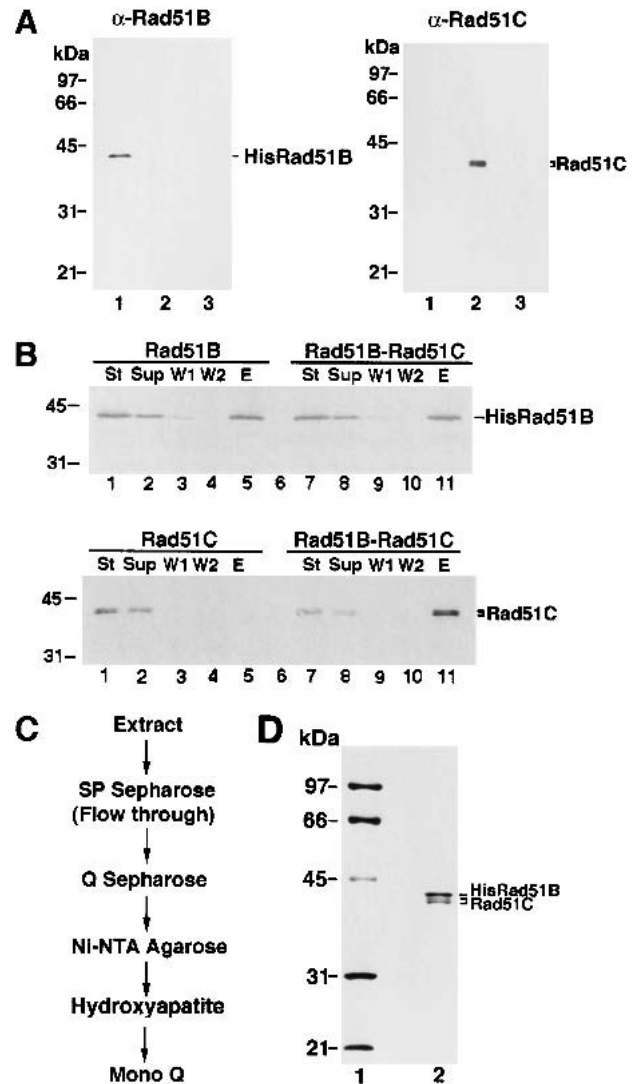 A
α-Rad51B
kDa
97-
66-
45-
31-
21-
HisRad51B
1 2 3
α-Rad51C
kDa
97-
66-
45-
31-
21-
Rad51C
1 2 3
B
Rad51B Rad51B-Rad51C
St Sup W1 W2 E St Sup W1 W2 E
45-
31-
HisRad51B
1 2 3 4 5 6 7 8 9 10 11
Rad51C Rad51B-Rad51C
St Sup W1 W2 E St Sup W1 W2 E
45-
31-
Rad51C
1 2 3 4 5 6 7 8 9 10 11
C
Extract
SP Sepharose
(Flow through)
Q Sepharose
Ni-NTA Agarose
Hydroxyapatite
Mono Q
D
kDa
97-
66-
45-
31-
21-
HisRad51B
Rad51C
1 2